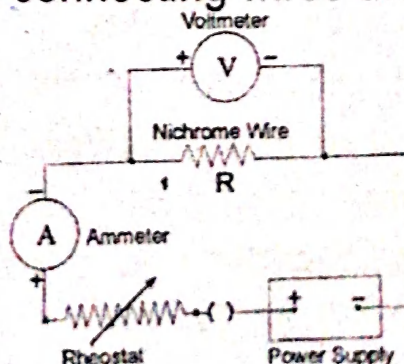 Voltmeter
+ V −
Nichrome Wire
R
−
A Ammeter
+
+ −
Rheostat Power Supply